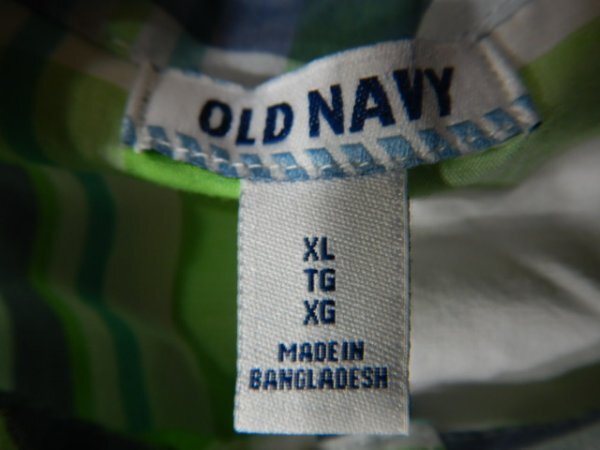 OLD NAVY
XL
TG
XG
MADE IN
BANGLADESH